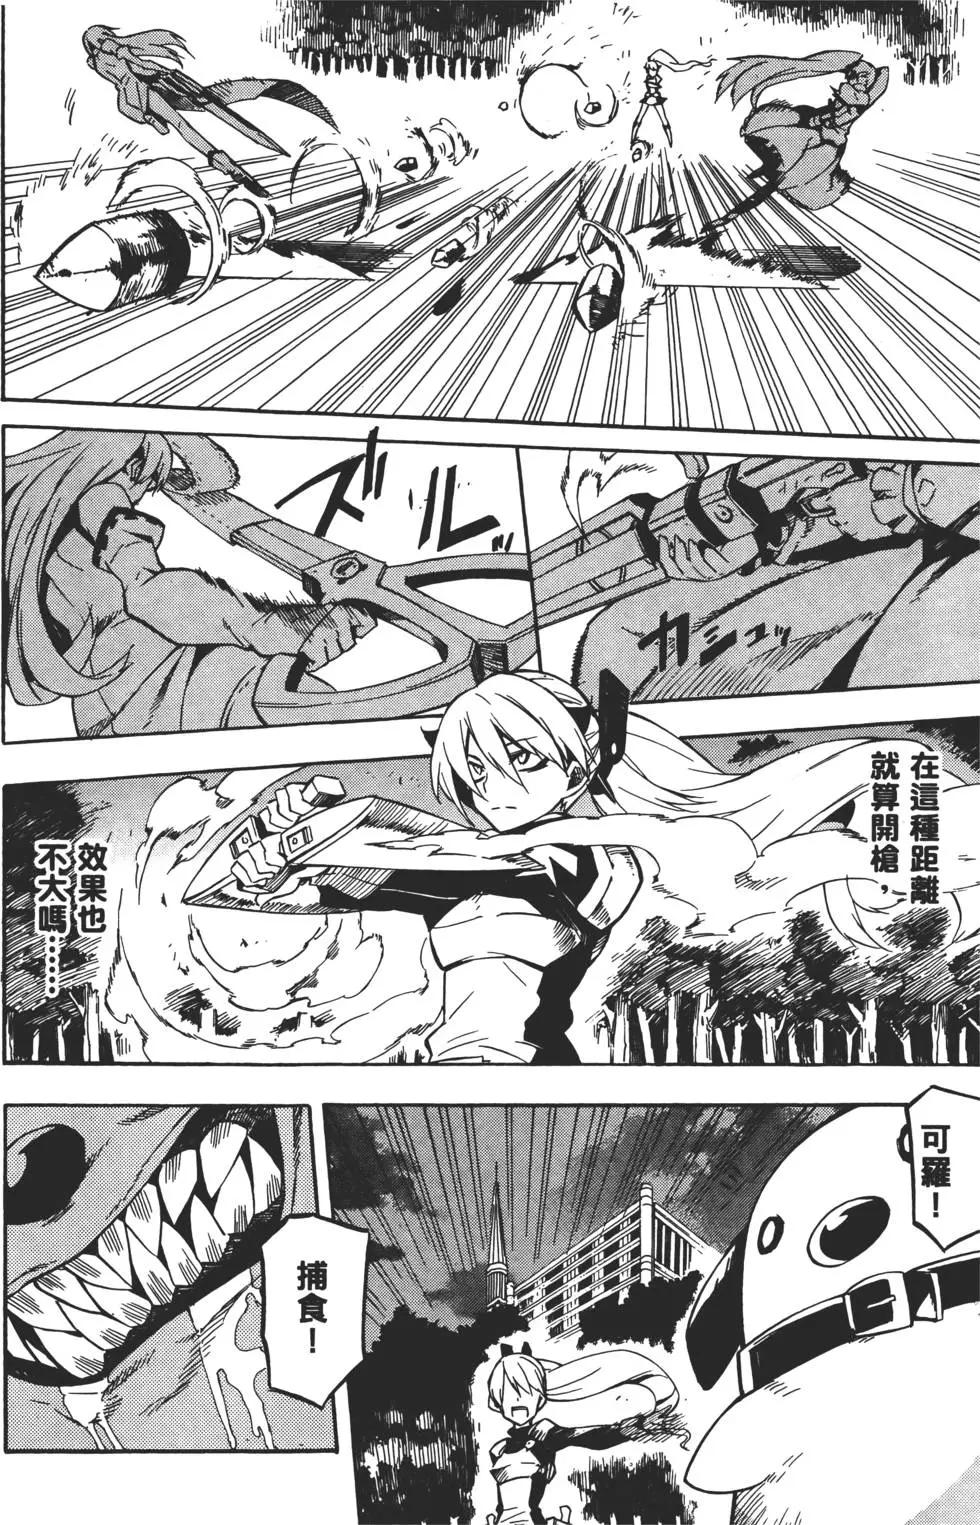 カシュッ
ズルッ
在這種距離
就算開槍，
效果也
不大嗎……
可羅！
捕食！